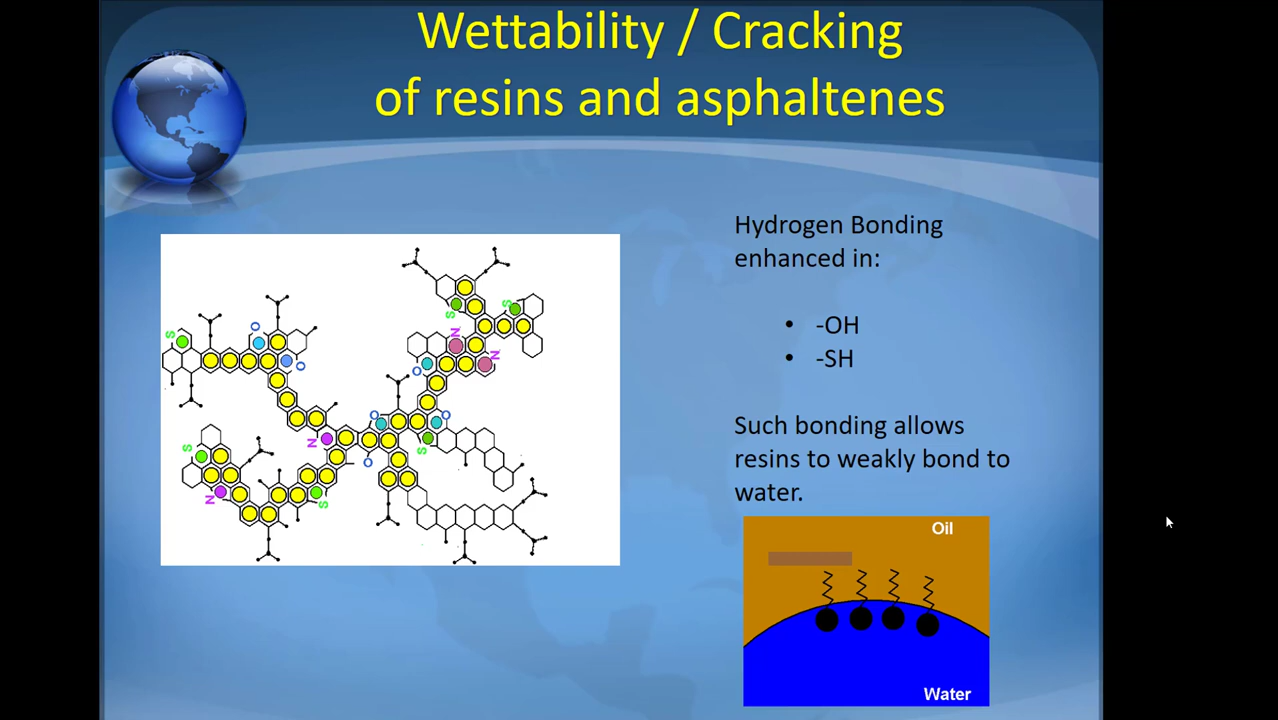 Wettability / Cracking
of resins and asphaltenes
Hydrogen Bonding
enhanced in:
• -OH
• -SH
Such bonding allows
resins to weakly bond to
water.
S
O
O
N
S
N
S
O
O
S
O
O
N
N
S
S
Oil
Water